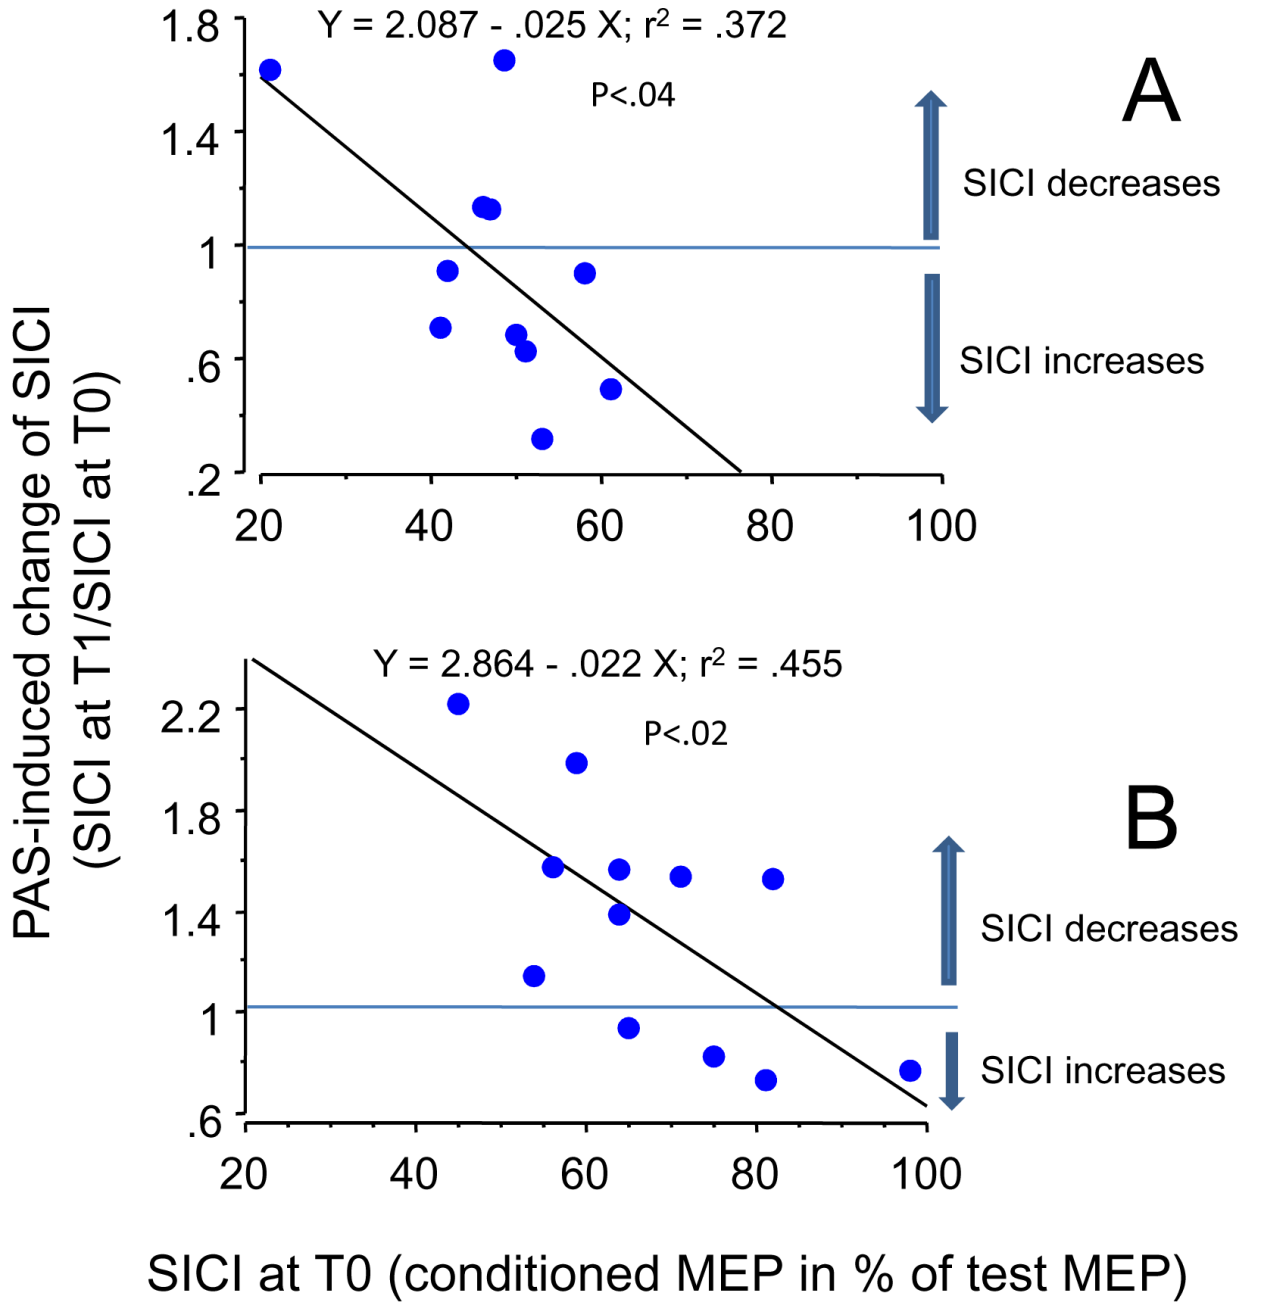 Y = 2.087 - .025 X; r² = .372
P<.04
A
1.8
1.4
1
.6
.2
SICI decreases
SICI increases
20 40 60 80 100
PAS-induced change of SICI
(SICI at T1/SICI at T0)
Y = 2.864 - .022 X; r² = .455
P<.02
B
2.2
1.8
1.4
1
.6
SICI decreases
SICI increases
20 40 60 80 100
SICI at T0 (conditioned MEP in % of test MEP)